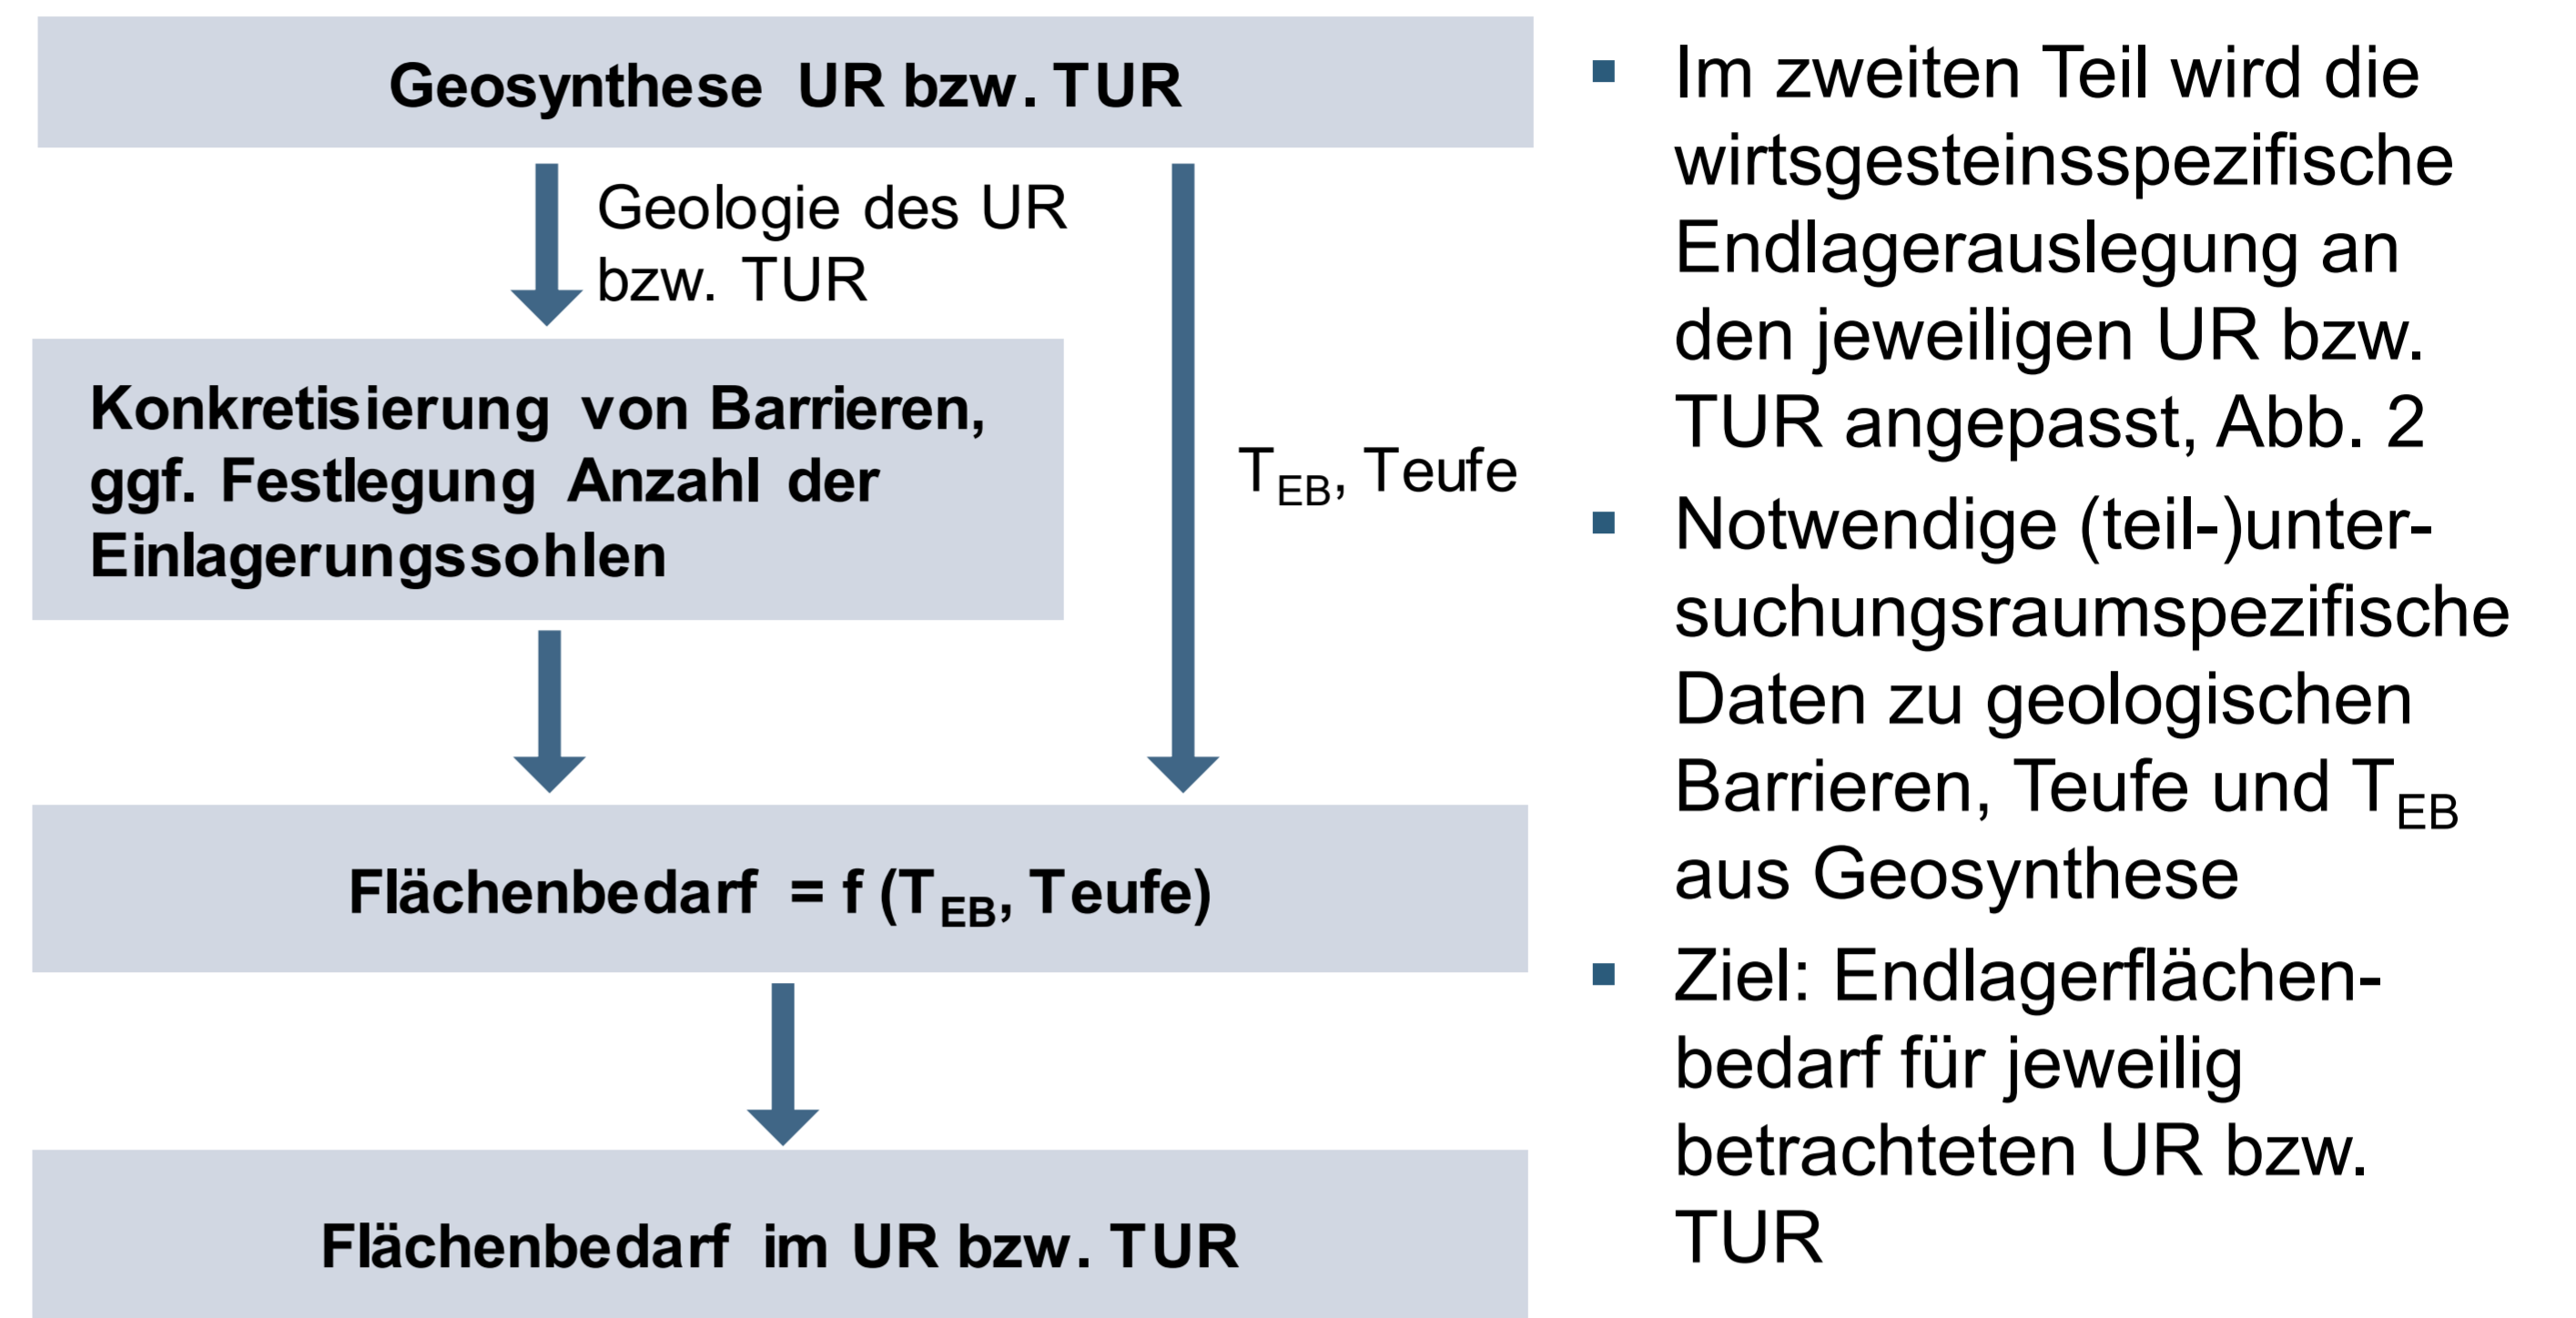 Geosynthese UR bzw. TUR
Geologie des UR
bzw. TUR
Konkretisierung von Barrieren,
ggf. Festlegung Anzahl der
Einlagerungssohlen
T_EB, Teufe
Flächenbedarf = f (T_EB, Teufe)
Flächenbedarf im UR bzw. TUR
▪ Im zweiten Teil wird die
wirtsgesteinsspezifische
Endlagerauslegung an
den jeweiligen UR bzw.
TUR angepasst, Abb. 2
▪ Notwendige (teil-)unter-
suchungsraumspezifische
Daten zu geologischen
Barrieren, Teufe und T_EB
aus Geosynthese
▪ Ziel: Endlagerflächen-
bedarf für jeweilig
betrachteten UR bzw.
TUR